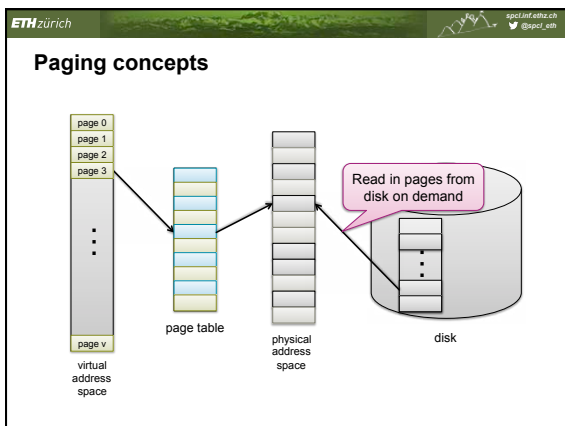 ETH zürich
spcl.inf.ethz.ch
@spcl_eth
Paging concepts
page 0
page 1
page 2
page 3
page v
virtual
address
space
page table
physical
address
space
Read in pages from
disk on demand
disk